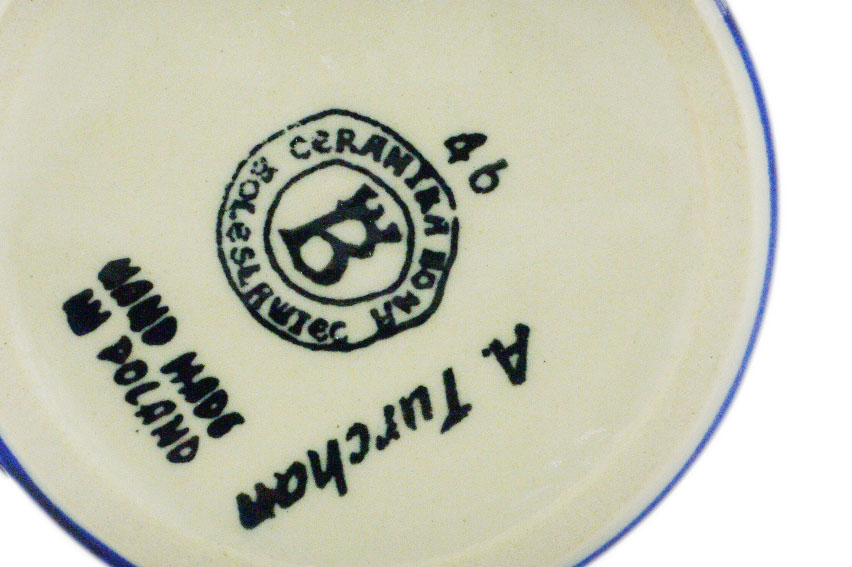 CERAMIKA BONA
BOLESŁAWIEC
B
46
HAND MADE
IN POLAND
A. Turchan